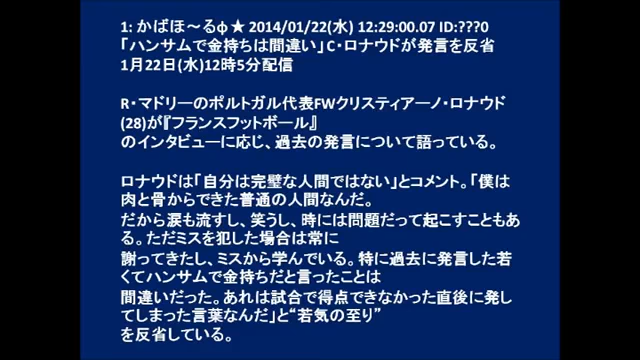 1: かばほ～るφ★ 2014/01/22(水) 12:29:00.07 ID:???0
「ハンサムで金持ちは間違い」C・ロナウドが発言を反省
1月22日(水)12時5分配信
R・マドリーのポルトガル代表FWクリスティアーノ・ロナウド
(28)が『フランスフットボール』
のインタビューに応じ、過去の発言について語っている。
ロナウドは「自分は完璧な人間ではない」とコメント。「僕は
肉と骨からできた普通の人間なんだ。
だから涙も流すし、笑うし、時には問題だって起こすこともあ
る。ただミスを犯した場合は常に
謝ってきたし、ミスから学んでいる。特に過去に発言した若
くてハンサムで金持ちだと言ったことは
間違いだった。あれは試合で得点できなかった直後に発し
てしまった言葉なんだ」と“若気の至り”
を反省している。